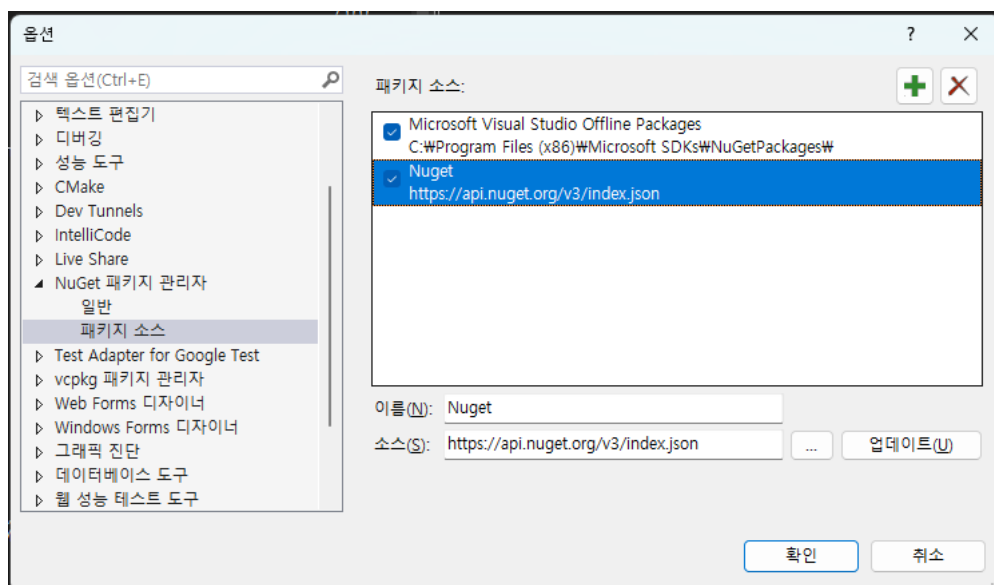 옵션
?
검색 옵션(Ctrl+E)
텍스트 편집기
디버깅
성능 도구
CMake
Dev Tunnels
IntelliCode
Live Share
NuGet 패키지 관리자
일반
패키지 소스
Test Adapter for Google Test
vcpkg 패키지 관리자
Web Forms 디자이너
Windows Forms 디자이너
그래픽 진단
데이터베이스 도구
웹 성능 테스트 도구
패키지 소스:
Microsoft Visual Studio Offline Packages
C:₩Program Files (x86)₩Microsoft SDKs₩NuGetPackages₩
Nuget
https://api.nuget.org/v3/index.json
이름(N): Nuget
소스(S): https://api.nuget.org/v3/index.json ... 업데이트(U)
확인 취소